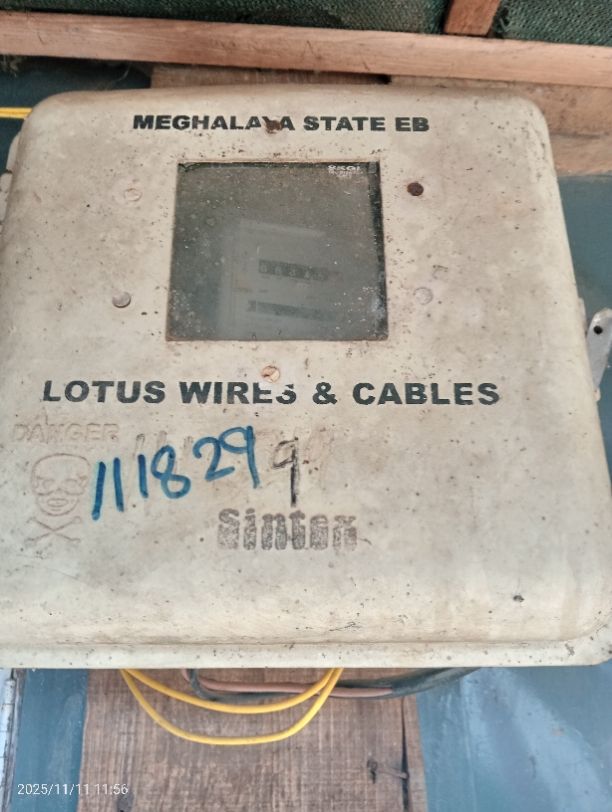 MEGHALAYA STATE EB
LOTUS WIRES & CABLES
DANGER
1118299
Sintex
2025/11/11 11:56